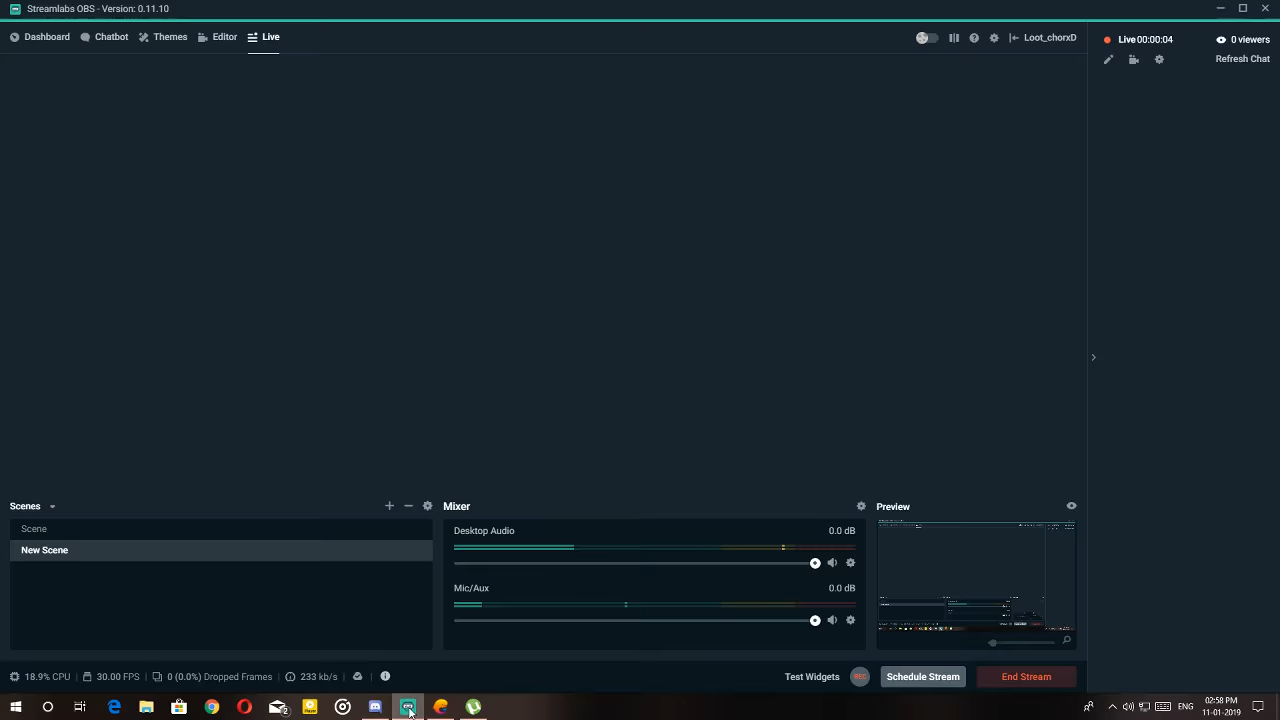 Streamlabs OBS - Version: 0.11.10
Dashboard Chatbot Themes Editor Live Loot_chorxD
Live 00:00:04 0 viewers
Refresh Chat
Scenes
Scene
New Scene
Mixer
Desktop Audio 0.0 dB
Mic/Aux 0.0 dB
Preview
18.9% CPU 30.00 FPS 0 (0.0%) Dropped Frames 233 kb/s
Test Widgets REC Schedule Stream End Stream
ENG 02:58 PM
11-01-2019